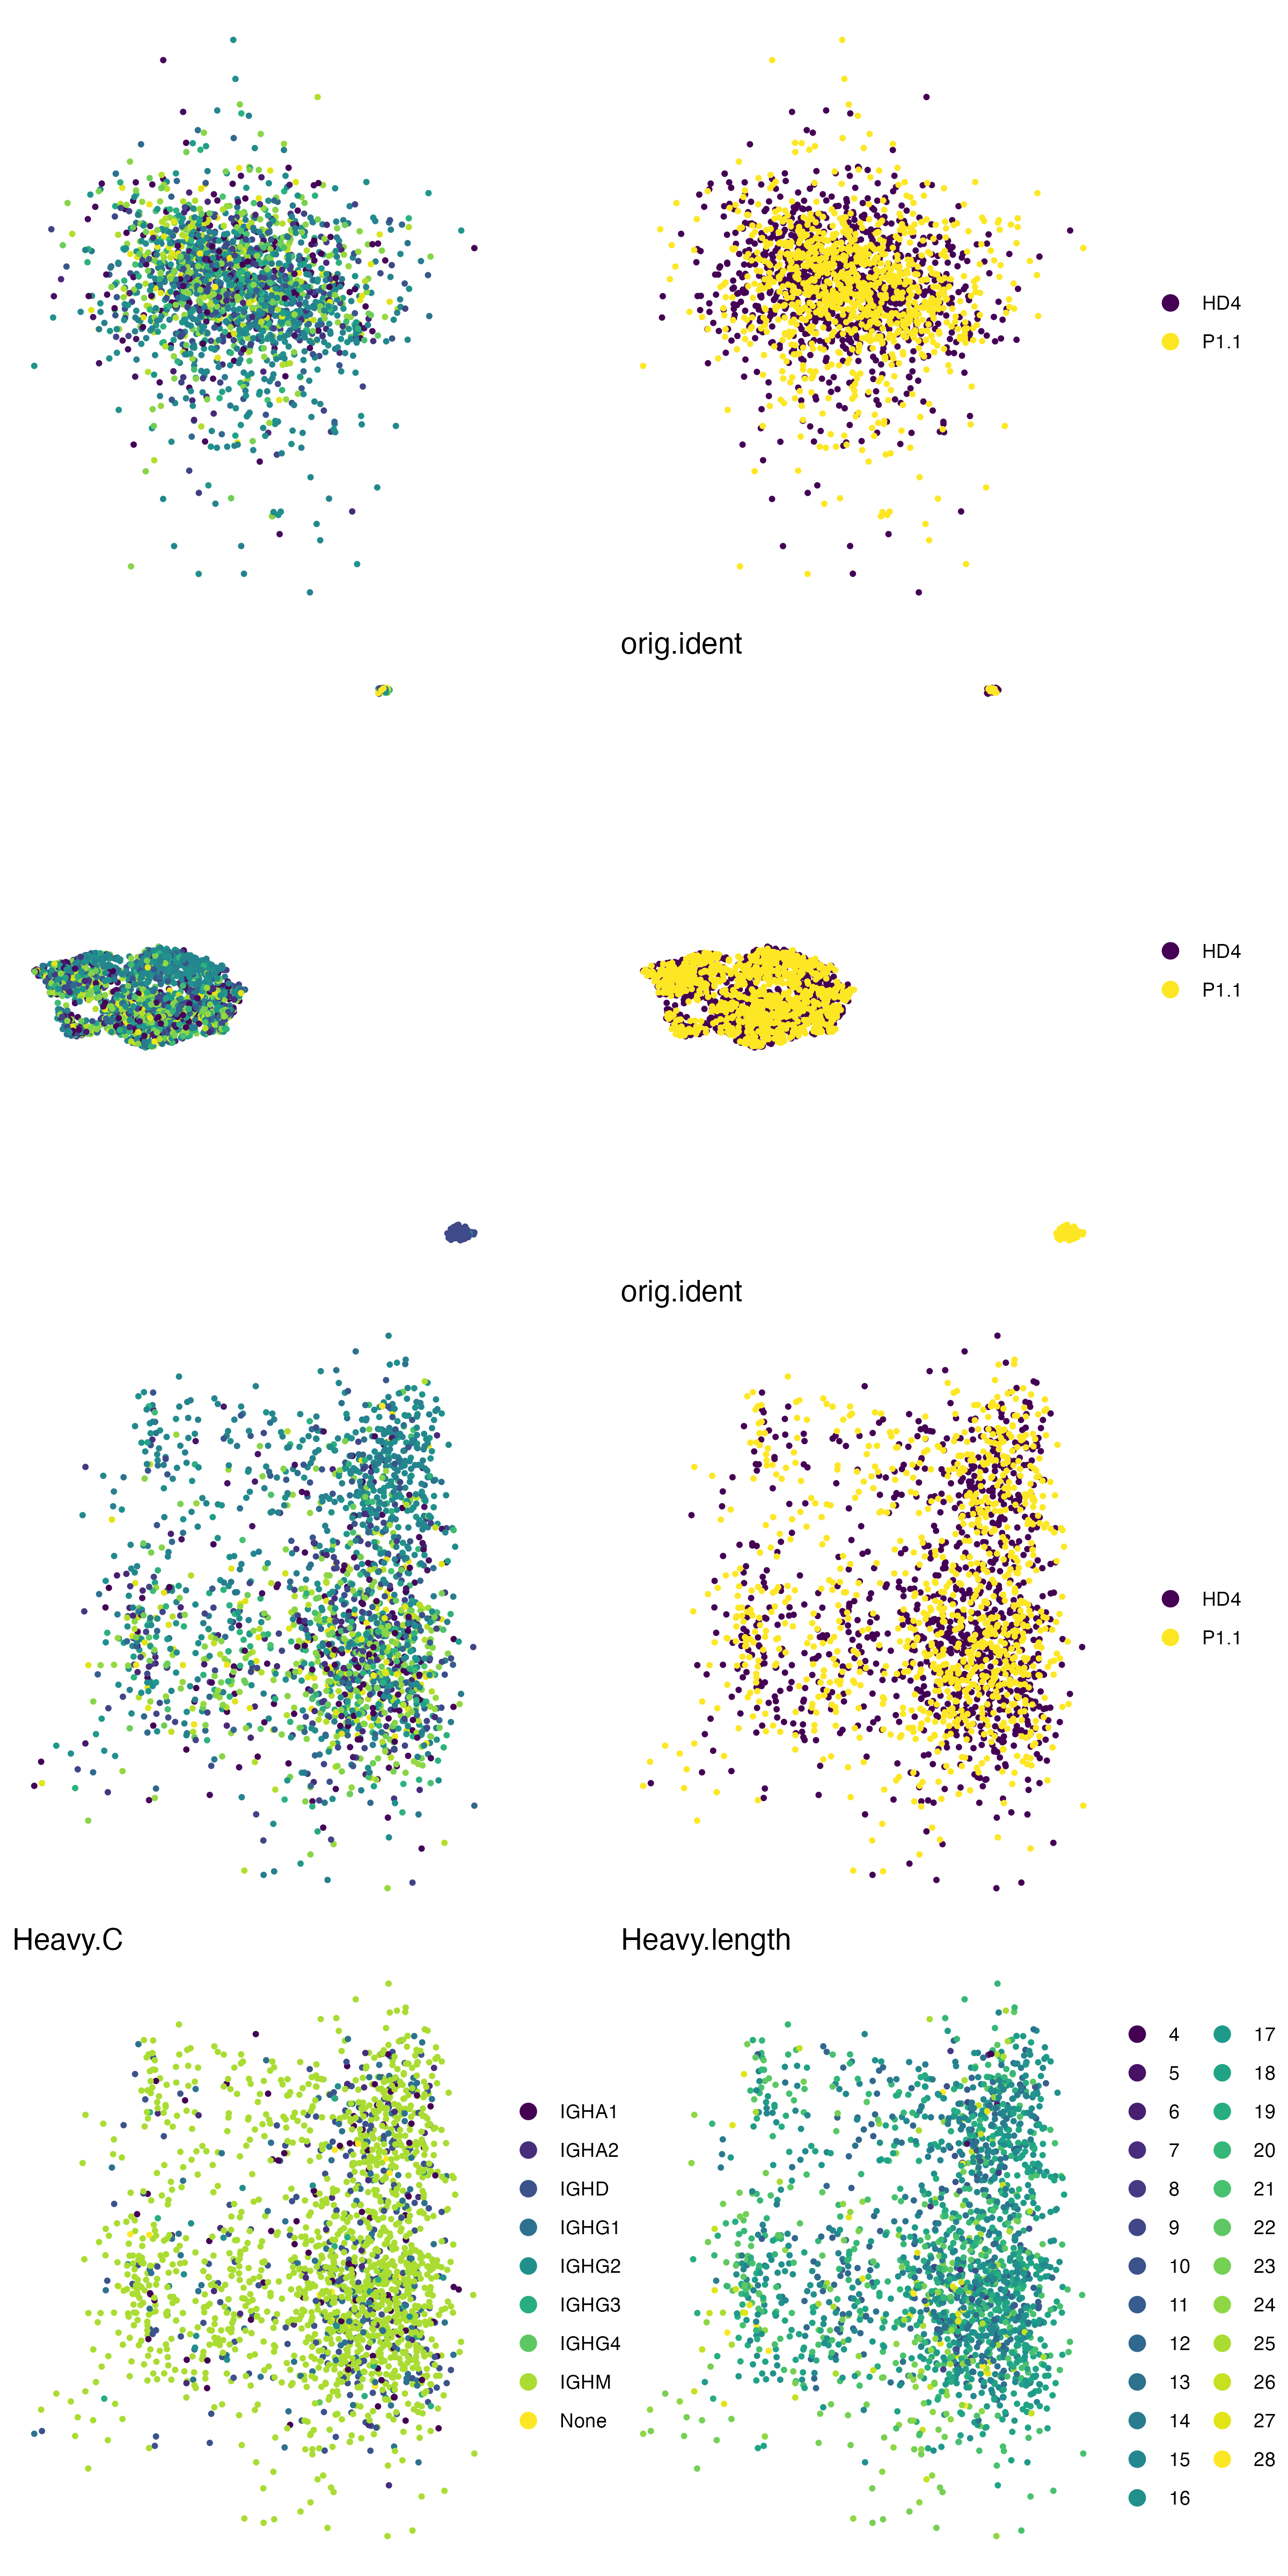 HD4
P1.1
orig.ident
HD4
P1.1
orig.ident
HD4
P1.1
Heavy.C
Heavy.length
IGHA1
IGHA2
IGHD
IGHG1
IGHG2
IGHG3
IGHG4
IGHM
None
4
5
6
7
8
9
10
11
12
13
14
15
16
17
18
19
20
21
22
23
24
25
26
27
28